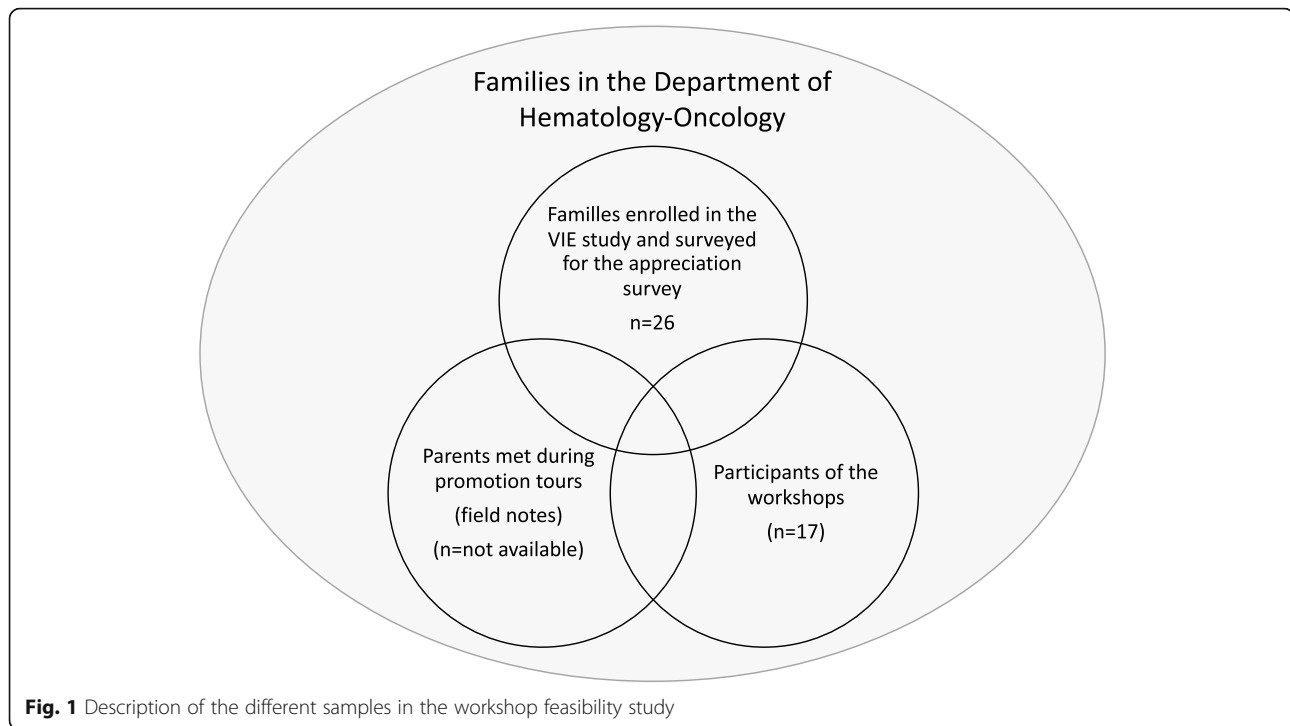 Families in the Department of
Hematology-Oncology
Familles enrolled in the
VIE study and surveyed
for the appreciation
survey
n=26
Parents met during
promotion tours
(field notes)
(n=not available)
Participants of the
workshops
(n=17)
Fig. 1 Description of the different samples in the workshop feasibility study